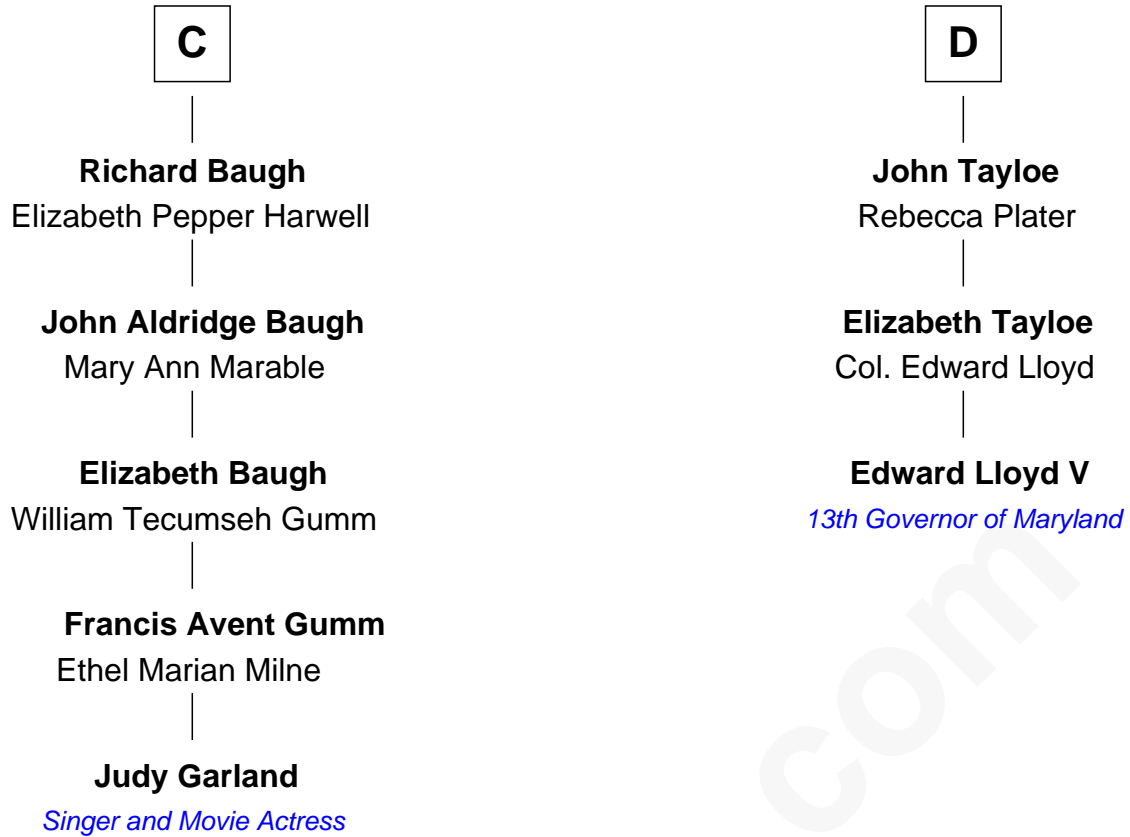 C
Richard Baugh
Elizabeth Pepper Harwell
John Aldridge Baugh
Mary Ann Marable
Elizabeth Baugh
William Tecumseh Gumm
Francis Avent Gumm
Ethel Marian Milne
Judy Garland
Singer and Movie Actress
D
John Tayloe
Rebecca Plater
Elizabeth Tayloe
Col. Edward Lloyd
Edward Lloyd V
13th Governor of Maryland
com